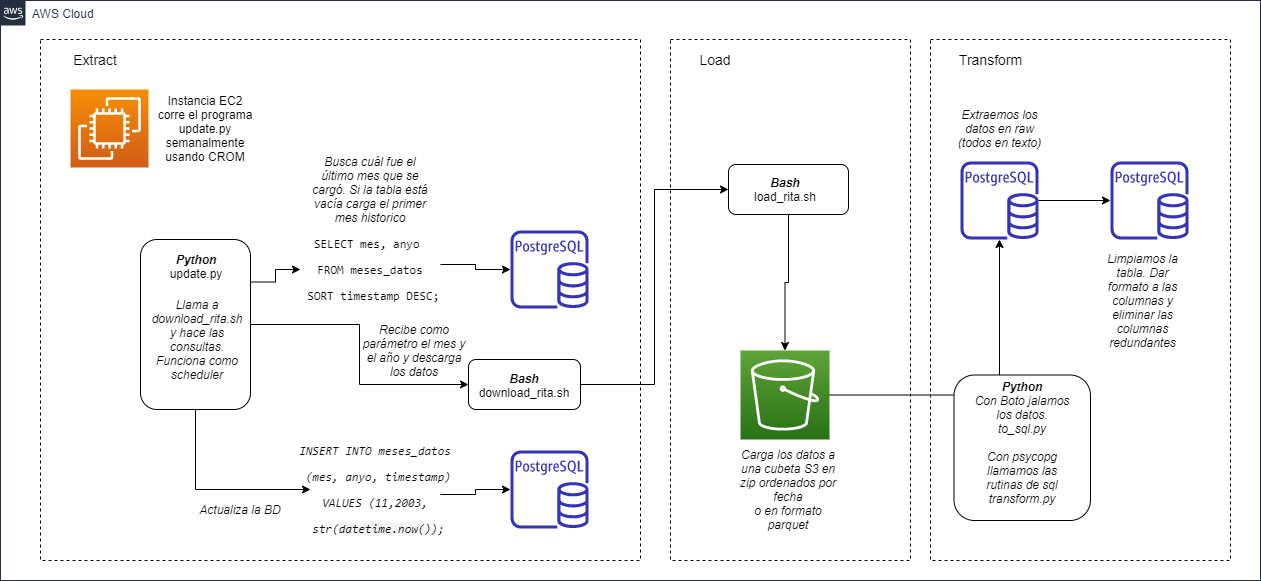 aws
AWS Cloud
Extract
Instancia EC2
corre el programa
update.py
semanalmente
usando CROM
Busca cuál fue el
último mes que se
cargó. Si la tabla está
vacía carga el primer
mes historico
SELECT mes, anyo
FROM meses_datos
SORT timestamp DESC;
PostgreSQL
Python
update.py
Llama a
download_rita.sh
y hace las
consultas.
Funciona como
scheduler
Recibe como
parámetro el mes y
el año y descarga
los datos
Bash
download_rita.sh
INSERT INTO meses_datos
(mes, anyo, timestamp)
VALUES (11,2003,
str(datetime.now());
Actualiza la BD
PostgreSQL
Load
Bash
load_rita.sh
Carga los datos a
una cubeta S3 en
zip ordenados por
fecha
o en formato
parquet
Transform
Extraemos los
datos en raw
(todos en texto)
PostgreSQL
PostgreSQL
Limpiamos la
tabla. Dar
formato a las
columnas y
eliminar las
columnas
redundantes
Python
Con Boto jalamos
los datos.
to_sql.py
Con psycopg
llamamos las
rutinas de sql
transform.py